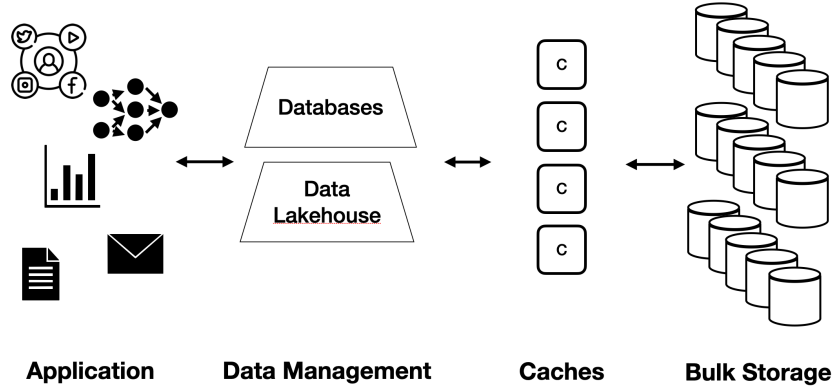 Databases
Data
Lakehouse
C
C
C
C
Application
Data Management
Caches
Bulk Storage